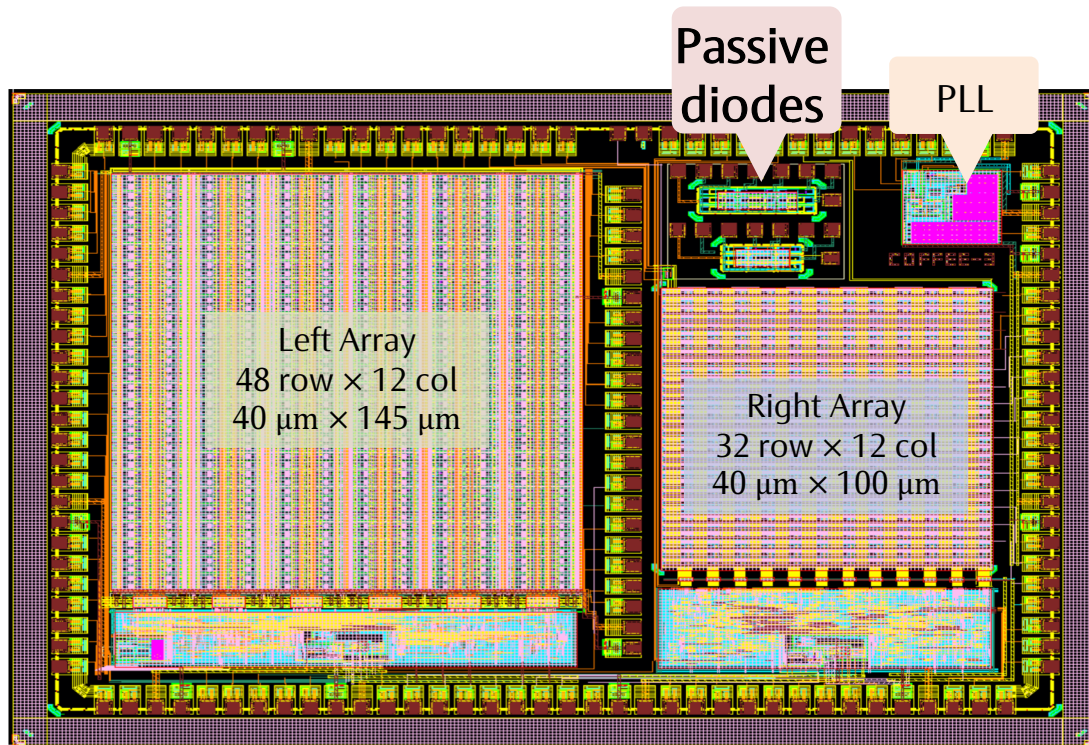 Passive
diodes
PLL
COFFEE-3
Left Array
48 row × 12 col
40 μm × 145 μm
Right Array
32 row × 12 col
40 μm × 100 μm